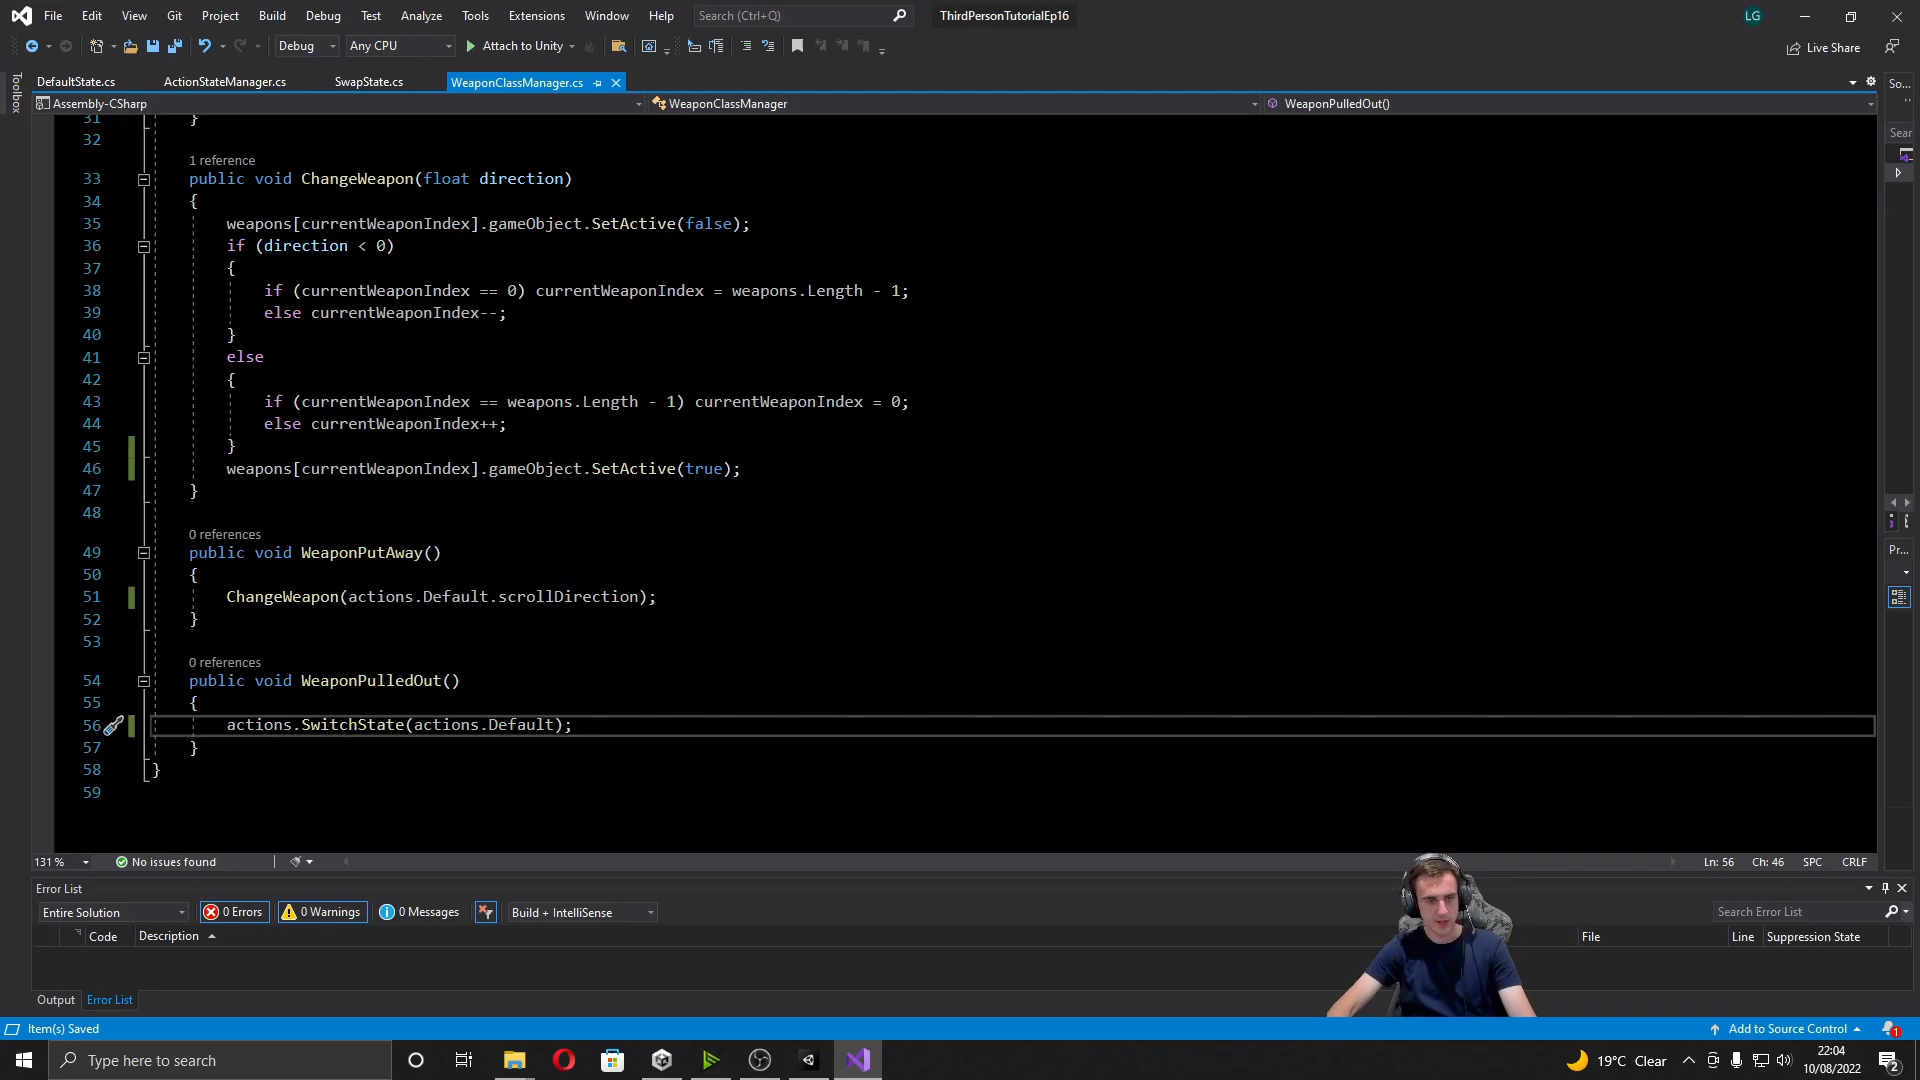 File Edit View Git Project Build Debug Test Analyze Tools Extensions Window Help Search (Ctrl+Q) ThirdPersonTutorialEp16 LG
Debug Any CPU Attach to Unity Live Share
Toolbox
DefaultState.cs ActionStateManager.cs SwapState.cs WeaponClassManager.cs So...
Assembly-CSharp WeaponClassManager WeaponPulledOut()
31 }
32
1 reference
33 public void ChangeWeapon(float direction)
34 {
35 weapons[currentWeaponIndex].gameObject.SetActive(false);
36 if (direction < 0)
37 {
38 if (currentWeaponIndex == 0) currentWeaponIndex = weapons.Length - 1;
39 else currentWeaponIndex--;
40 }
41 else
42 {
43 if (currentWeaponIndex == weapons.Length - 1) currentWeaponIndex = 0;
44 else currentWeaponIndex++;
45 }
46 weapons[currentWeaponIndex].gameObject.SetActive(true);
47 }
48
0 references
49 public void WeaponPutAway()
50 {
51 ChangeWeapon(actions.Default.scrollDirection);
52 }
53
0 references
54 public void WeaponPulledOut()
55 {
56 actions.SwitchState(actions.Default);
57 }
58 }
59
Sear
Pr...
131 % No issues found Ln: 56 Ch: 46 SPC CRLF
Error List
Entire Solution 0 Errors 0 Warnings 0 Messages Build + IntelliSense Search Error List
Code Description File Line Suppression State
Output Error List
Item(s) Saved Add to Source Control 1
Type here to search 19°C Clear 22:04
10/08/2022 2